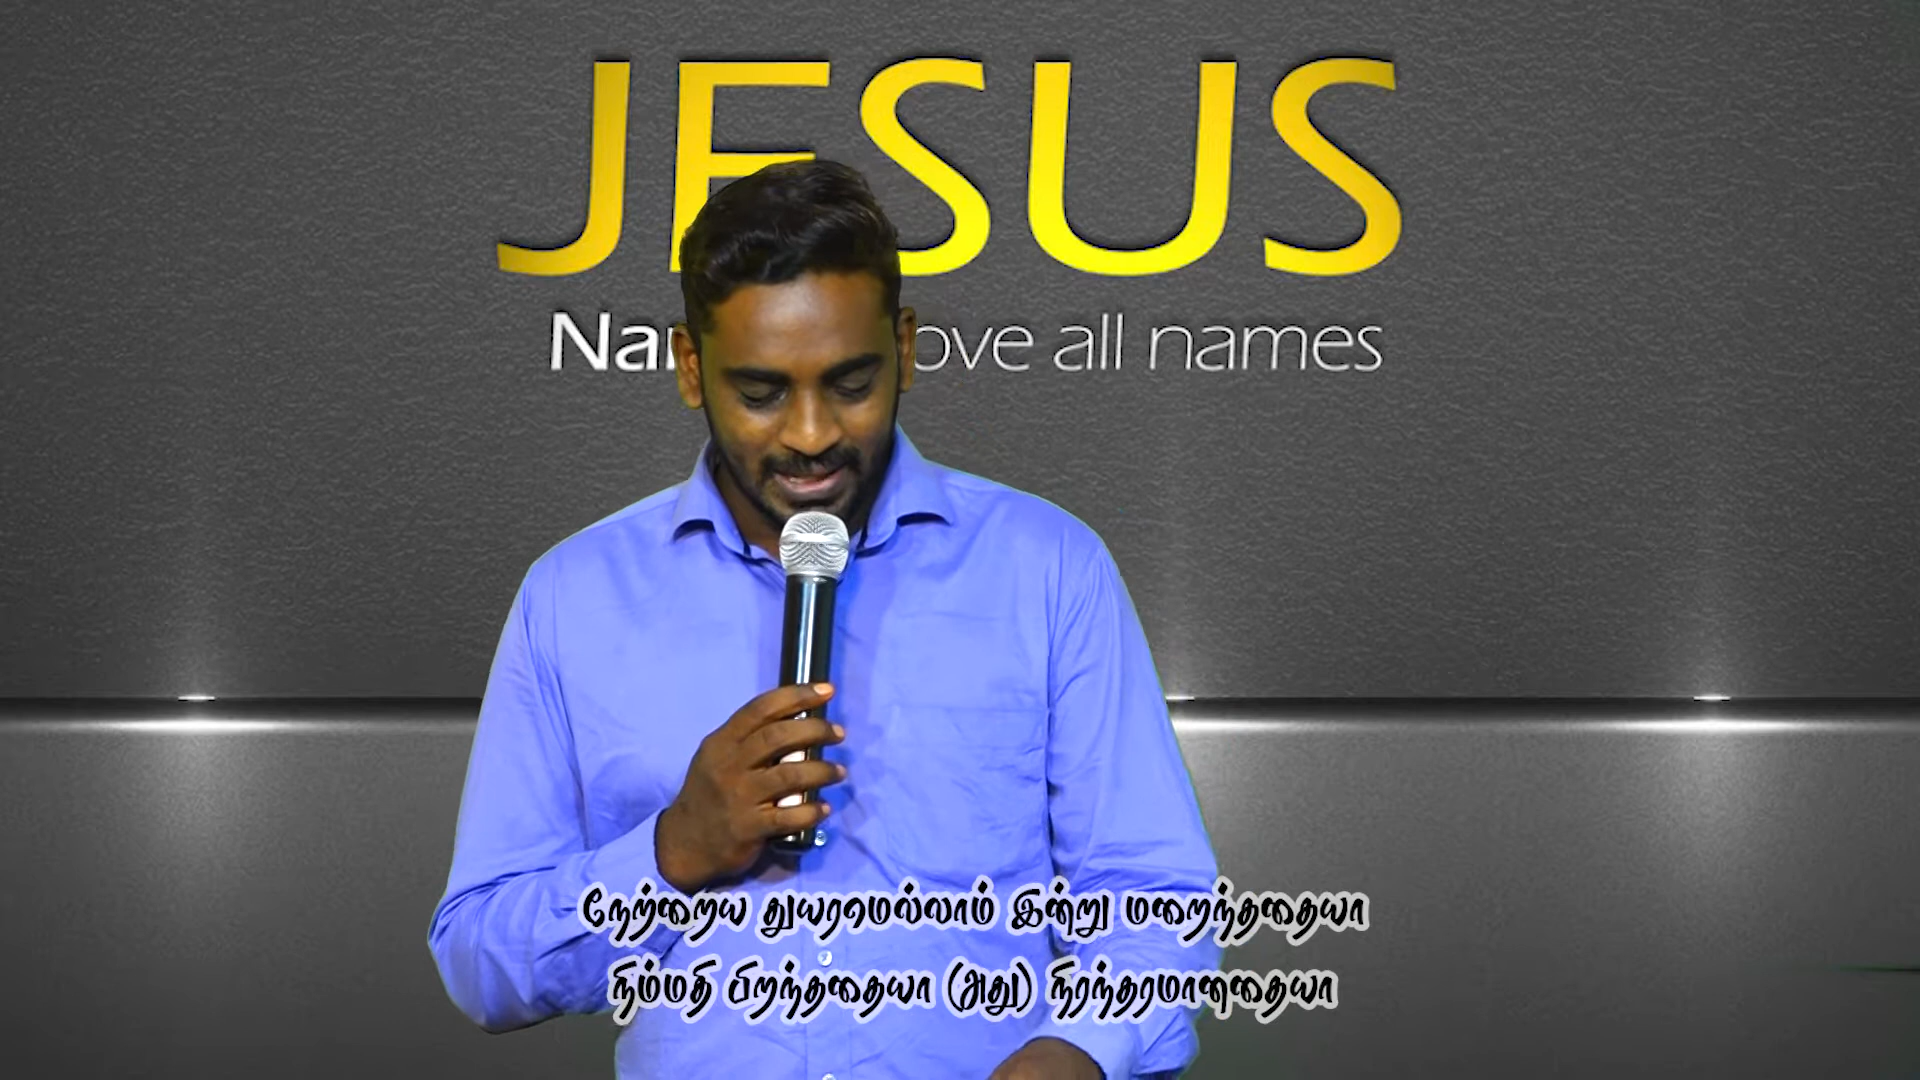 JESUS
all names
நேற்றைய துயரமெல்லாம் இன்று மறைந்ததையா
நிம்மதி பிறந்ததையா (அது) நிரந்தரமானதையா